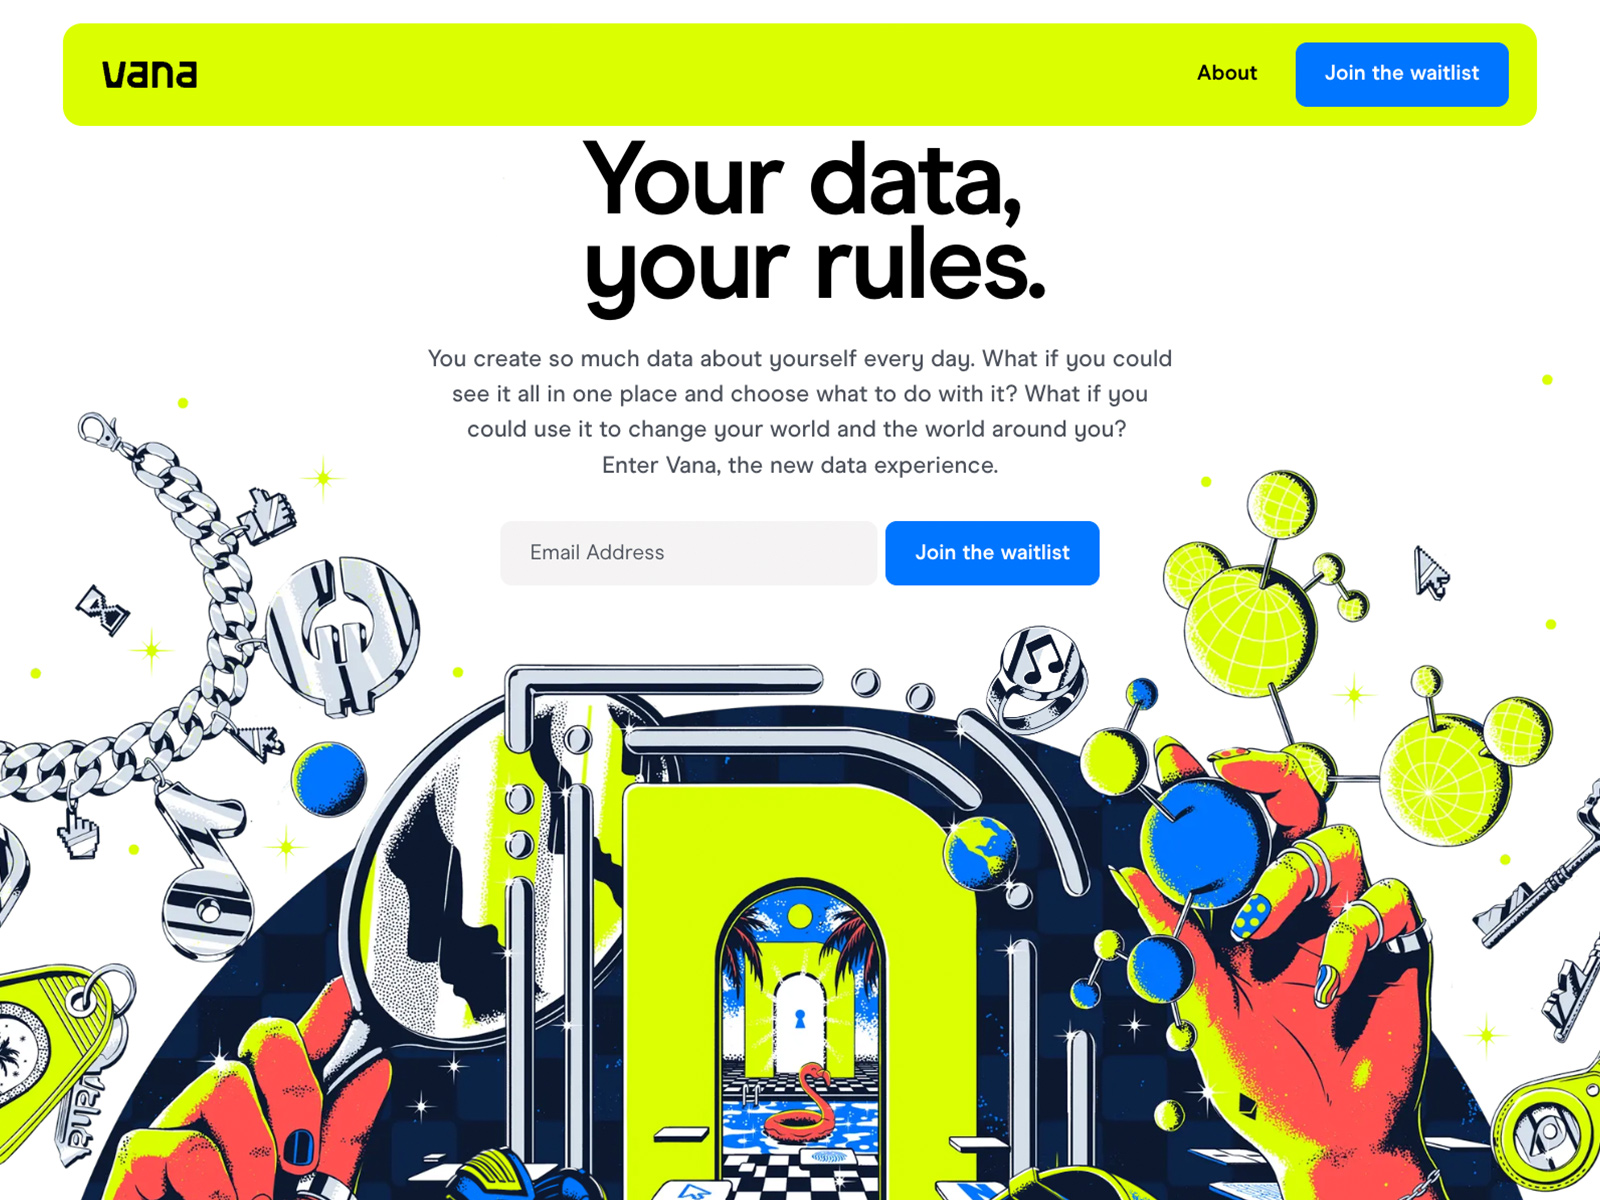 vana
About
Join the waitlist
Your data,
your rules.
You create so much data about yourself every day. What if you could
see it all in one place and choose what to do with it? What if you
could use it to change your world and the world around you?
Enter Vana, the new data experience.
Email Address
Join the waitlist
vana